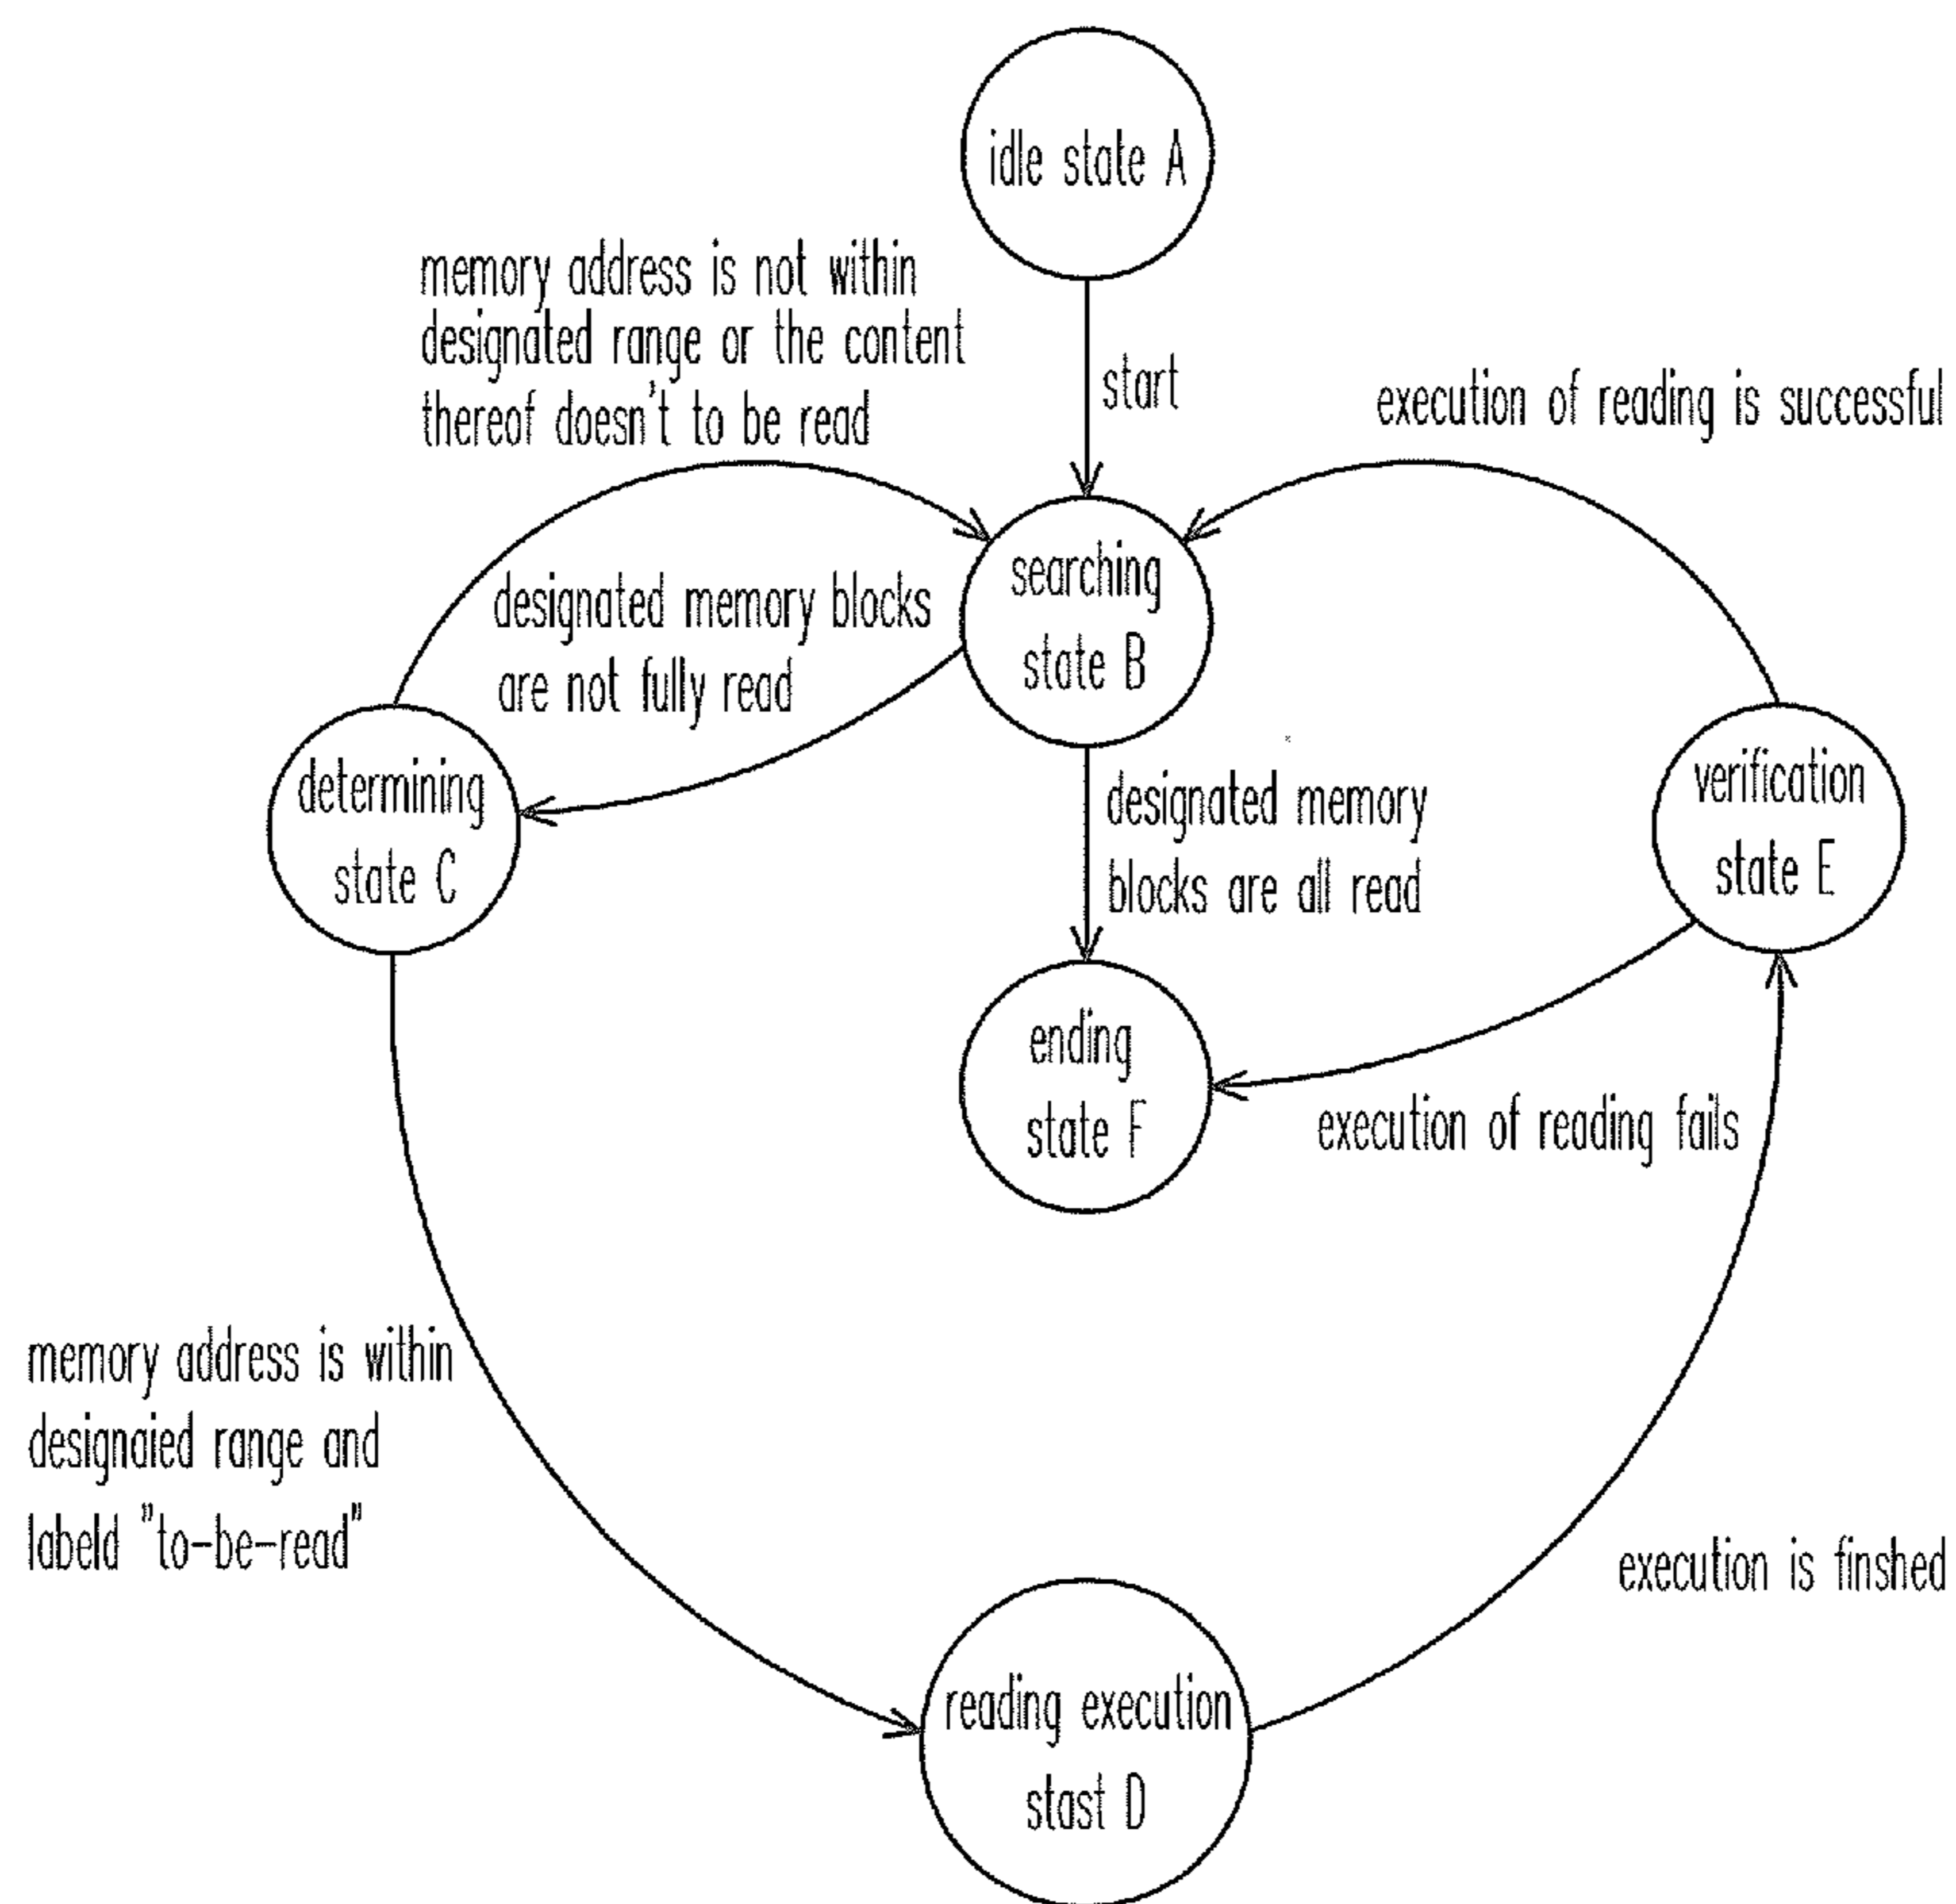 idle state A
memory address is not within
designated range or the content
thereof doesn't to be read
start
execution of reading is successful
searching
state B
designated memory blocks
are not fully read
determining
state C
designated memory
blocks are all read
verification
state E
ending
state F
execution of reading fails
memory address is within
designaied range and
labeld "to-be-read"
execution is finshed
reading execution
stast D